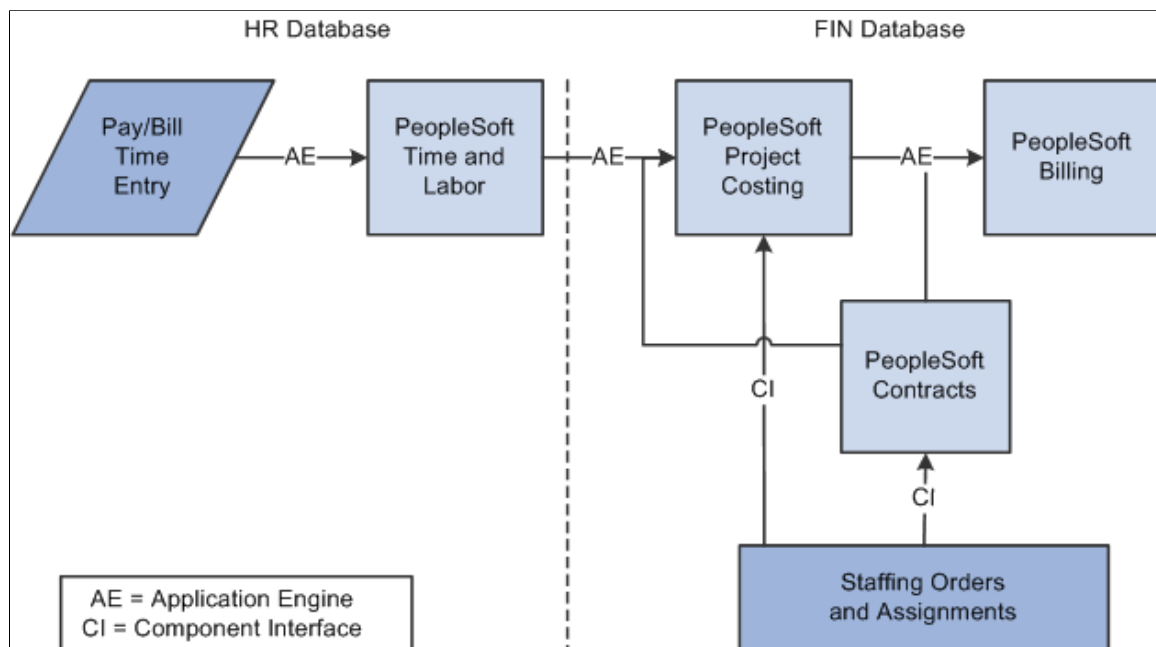 HR Database
FIN Database
Pay/Bill
Time
Entry
AE
PeopleSoft
Time and
Labor
AE
PeopleSoft
Project
Costing
AE
PeopleSoft
Billing
PeopleSoft
Contracts
CI
CI
Staffing Orders
and Assignments
AE = Application Engine
CI = Component Interface